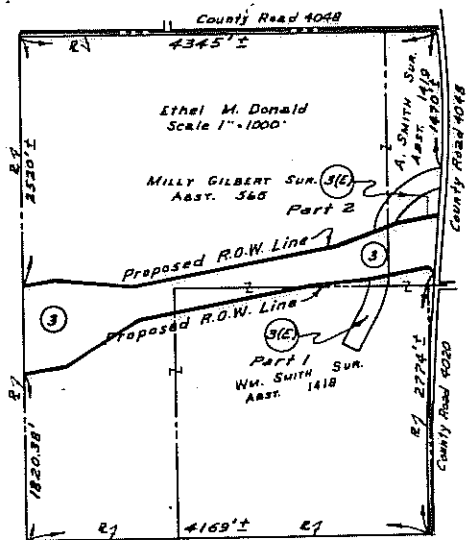 County Road 4048
4345'±
Ethel M. Donald
Scale 1"=1000'
A. SMITH SUR.
ABST. 1419
1470'±
County Road 4048
2520'±
MILLY GILBERT SUR.
ABST. 565
3(E)
Part 2
Proposed R.O.W. Line
3
3
Proposed R.O.W. Line
3(E)
Part 1
WM. SMITH SUR.
ABST. 1418
2774'±
County Road 4020
1820.38'
4169'±